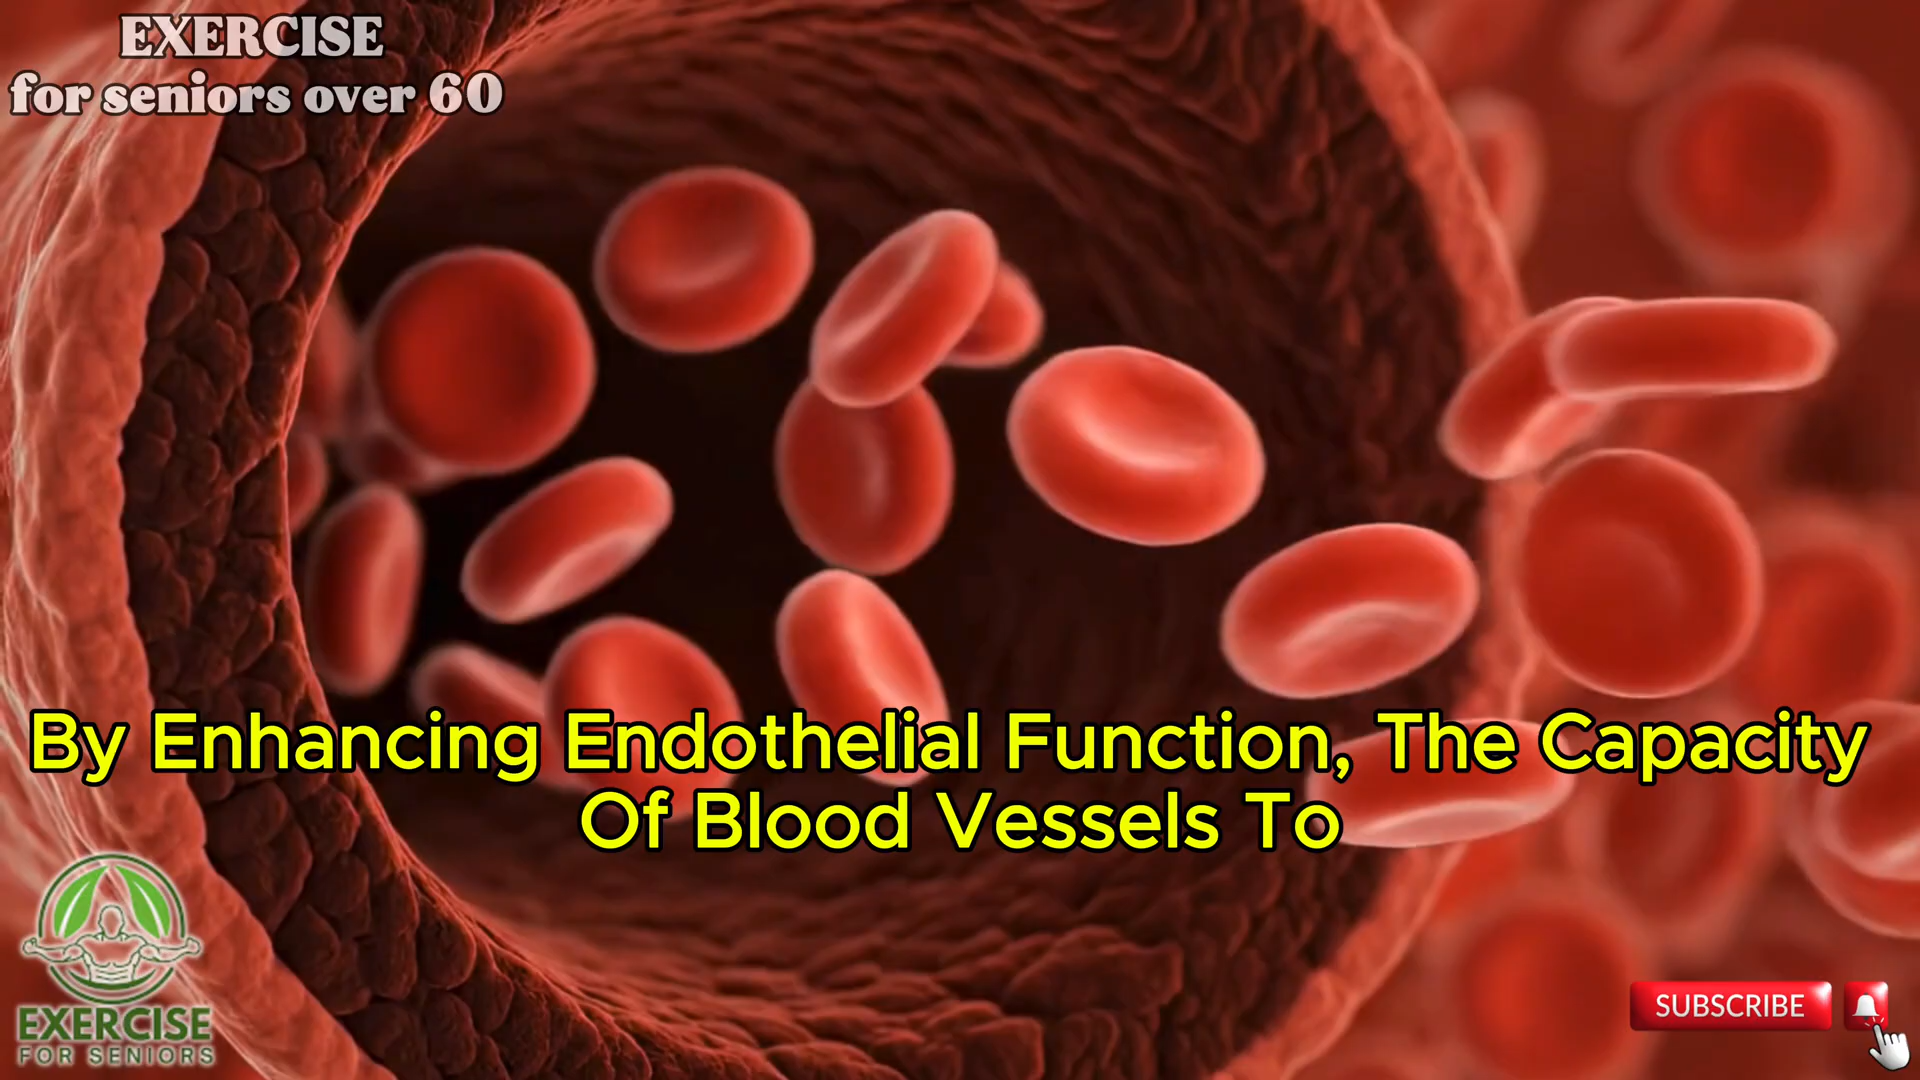 EXERCISE
for seniors over 60
By Enhancing Endothelial Function, The Capacity
Of Blood Vessels To
EXERCISE
FOR SENIORS
SUBSCRIBE